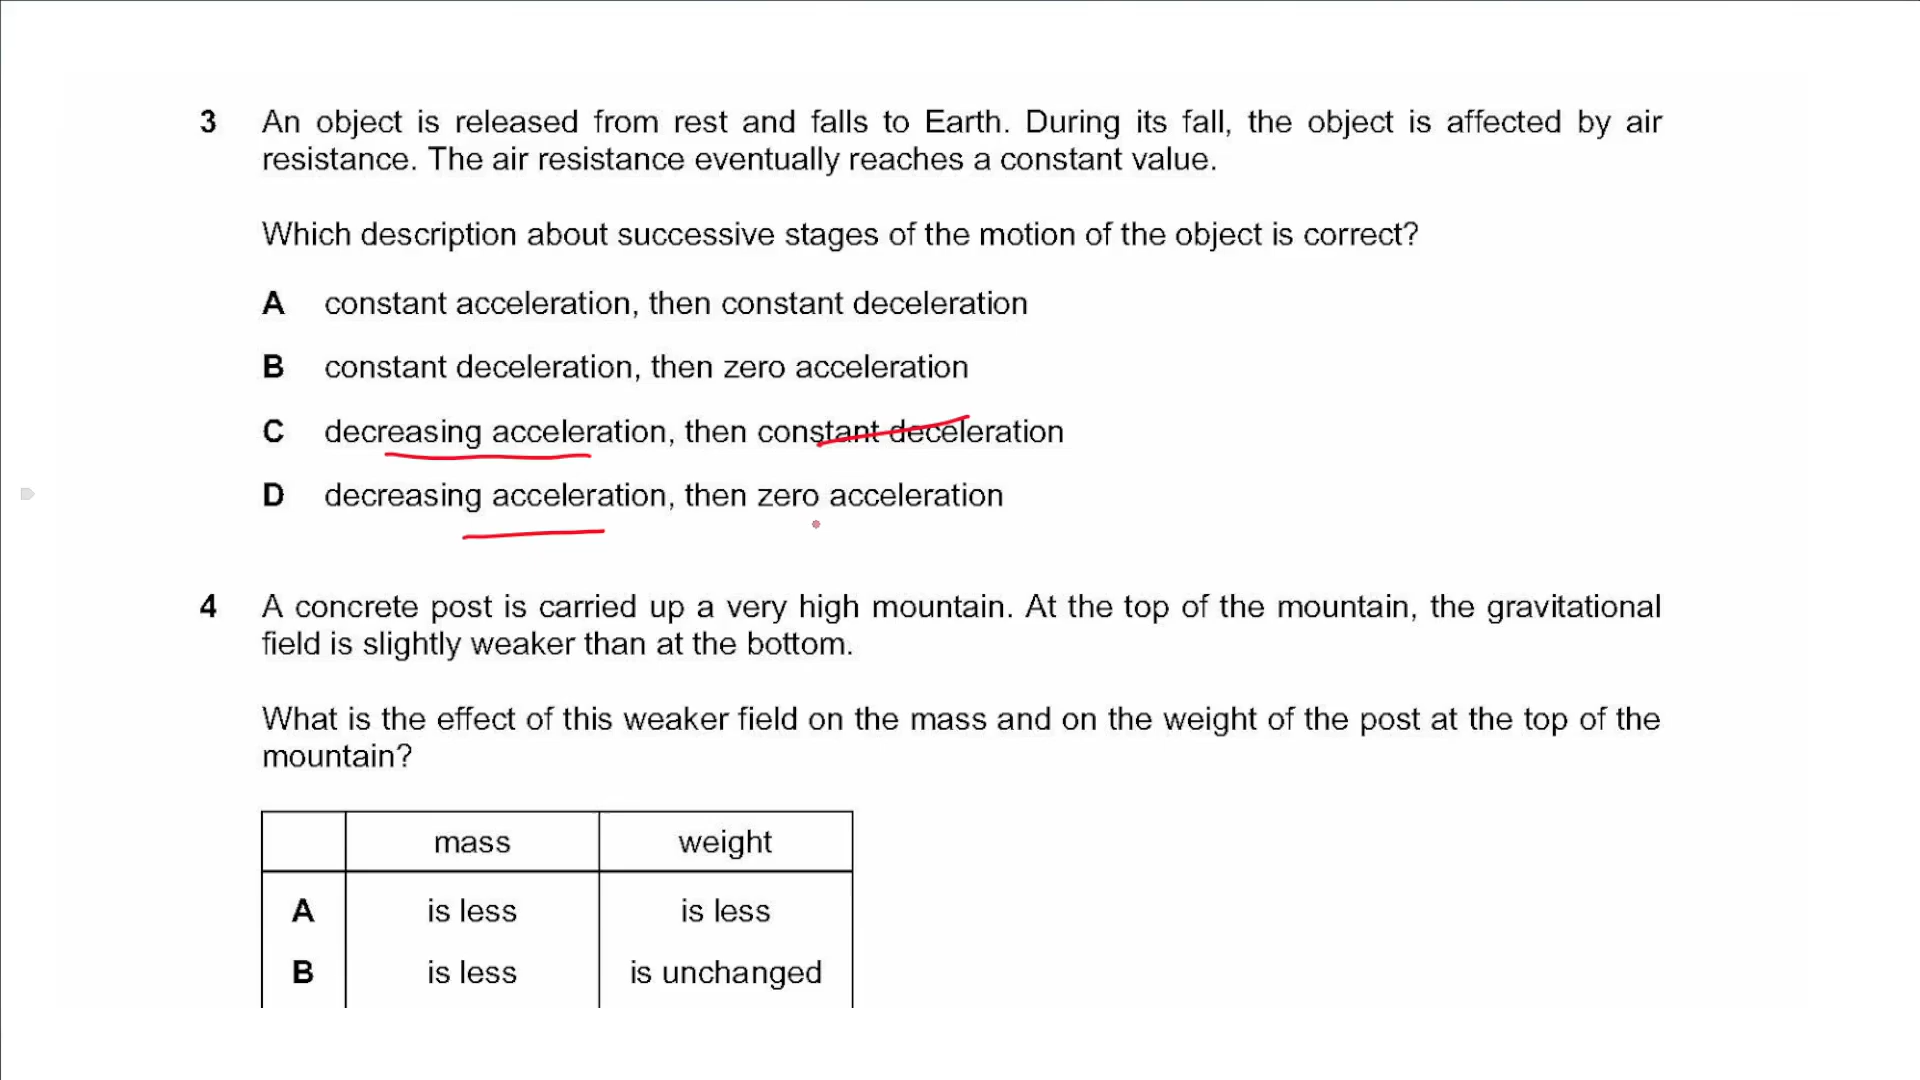 3 An object is released from rest and falls to Earth. During its fall, the object is affected by air
resistance. The air resistance eventually reaches a constant value.
Which description about successive stages of the motion of the object is correct?
A constant acceleration, then constant deceleration
B constant deceleration, then zero acceleration
C decreasing acceleration, then constant deceleration
D decreasing acceleration, then zero acceleration
4 A concrete post is carried up a very high mountain. At the top of the mountain, the gravitational
field is slightly weaker than at the bottom.
What is the effect of this weaker field on the mass and on the weight of the post at the top of the
mountain?
mass weight
A is less is less
B is less is unchanged